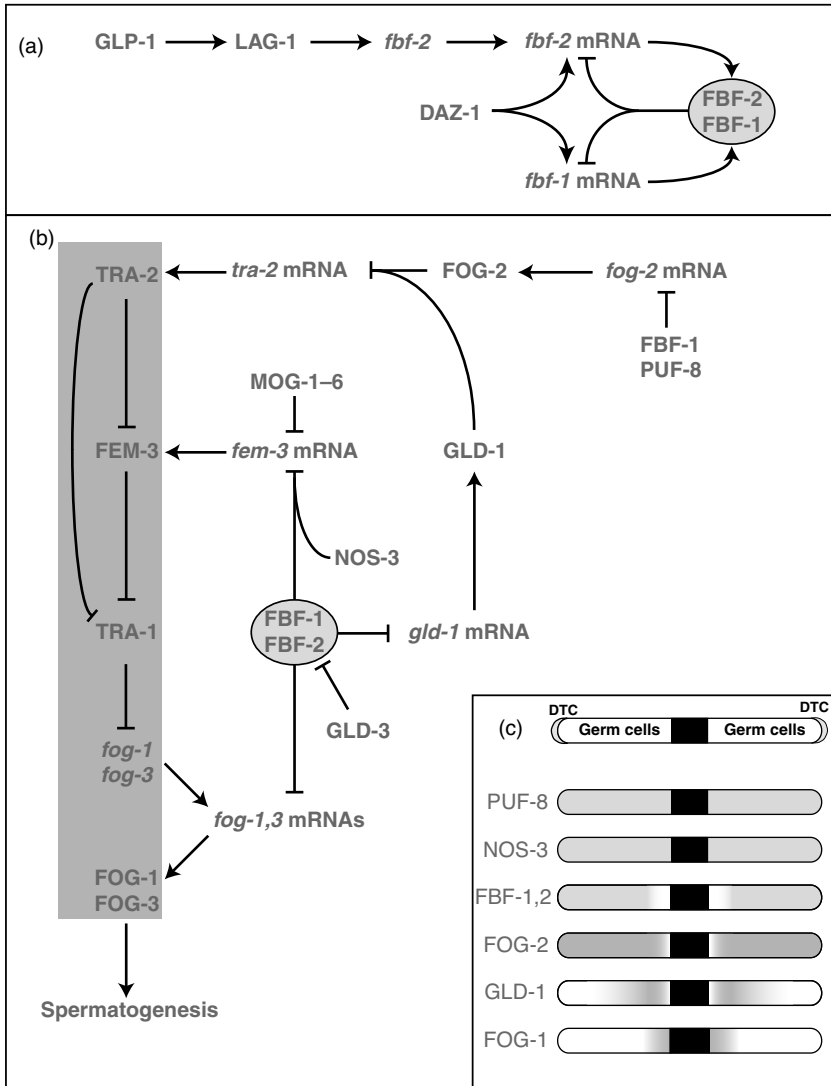 (a)
GLP-1 LAG-1 fbf-2 fbf-2 mRNA
DAZ-1
FBF-2
FBF-1
fbf-1 mRNA
(b)
TRA-2 tra-2 mRNA FOG-2 fog-2 mRNA
FBF-1
PUF-8
MOG-1–6
FEM-3 fem-3 mRNA GLD-1
NOS-3
TRA-1
FBF-1
FBF-2
gld-1 mRNA
GLD-3
fog-1
fog-3
fog-1,3 mRNAs
FOG-1
FOG-3
Spermatogenesis
(c)
DTC DTC
Germ cells Germ cells
PUF-8
NOS-3
FBF-1,2
FOG-2
GLD-1
FOG-1